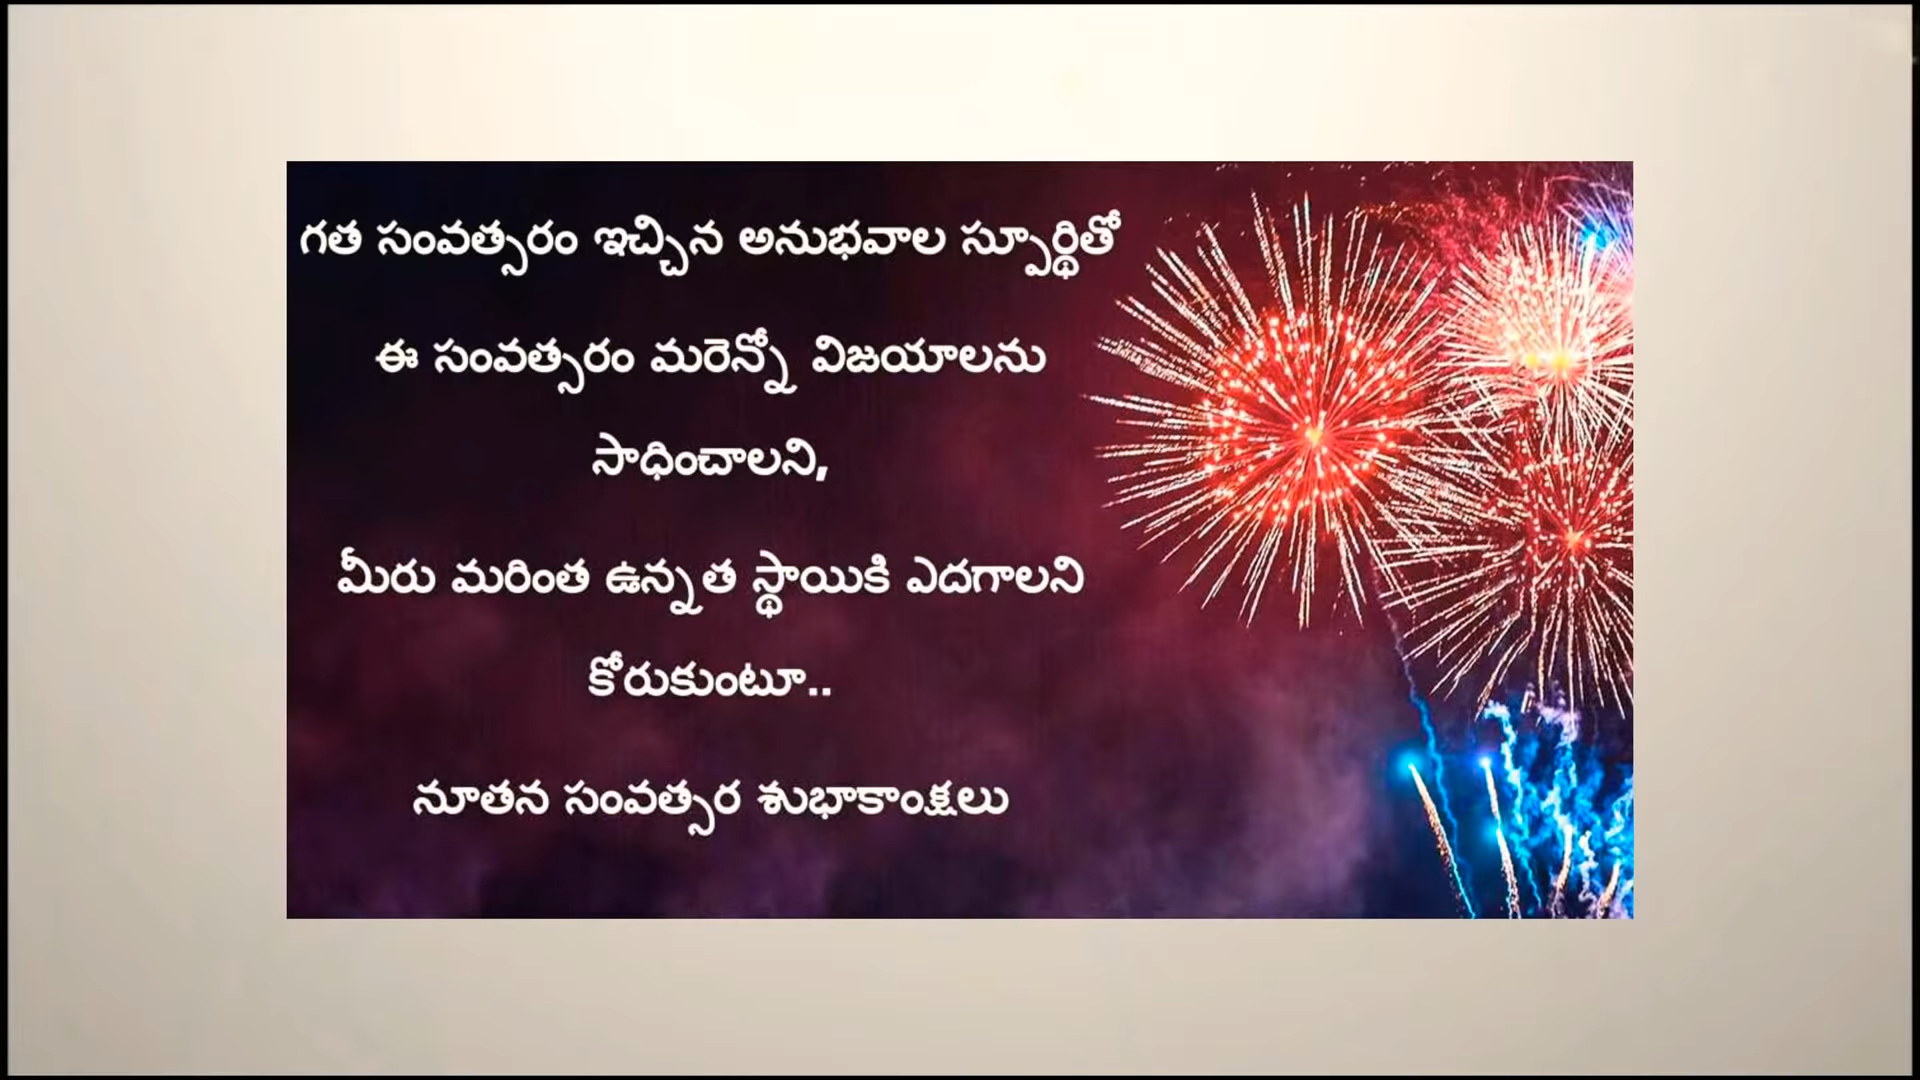 గత సంవత్సరం ఇచ్చిన అనుభవాల స్పూర్థితో
ఈ సంవత్సరం మరెన్నో విజయాలను
సాధించాలని,
మీరు మరింత ఉన్నత స్థాయికి ఎదగాలని
కోరుకుంటూ..
నూతన సంవత్సర శుభాకాంక్షలు